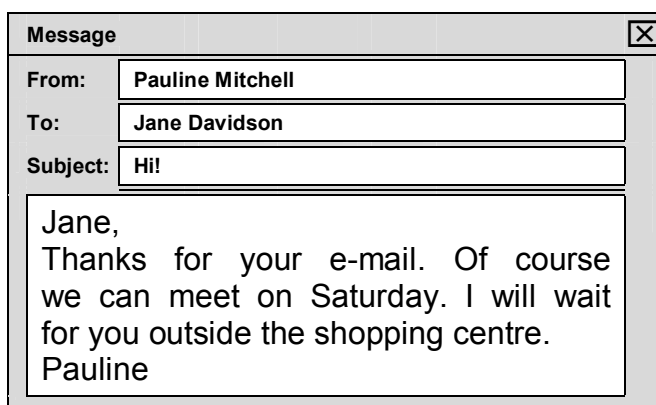 Message
From: Pauline Mitchell
To: Jane Davidson
Subject: Hi!
Jane,
Thanks for your e-mail. Of course
we can meet on Saturday. I will wait
for you outside the shopping centre.
Pauline